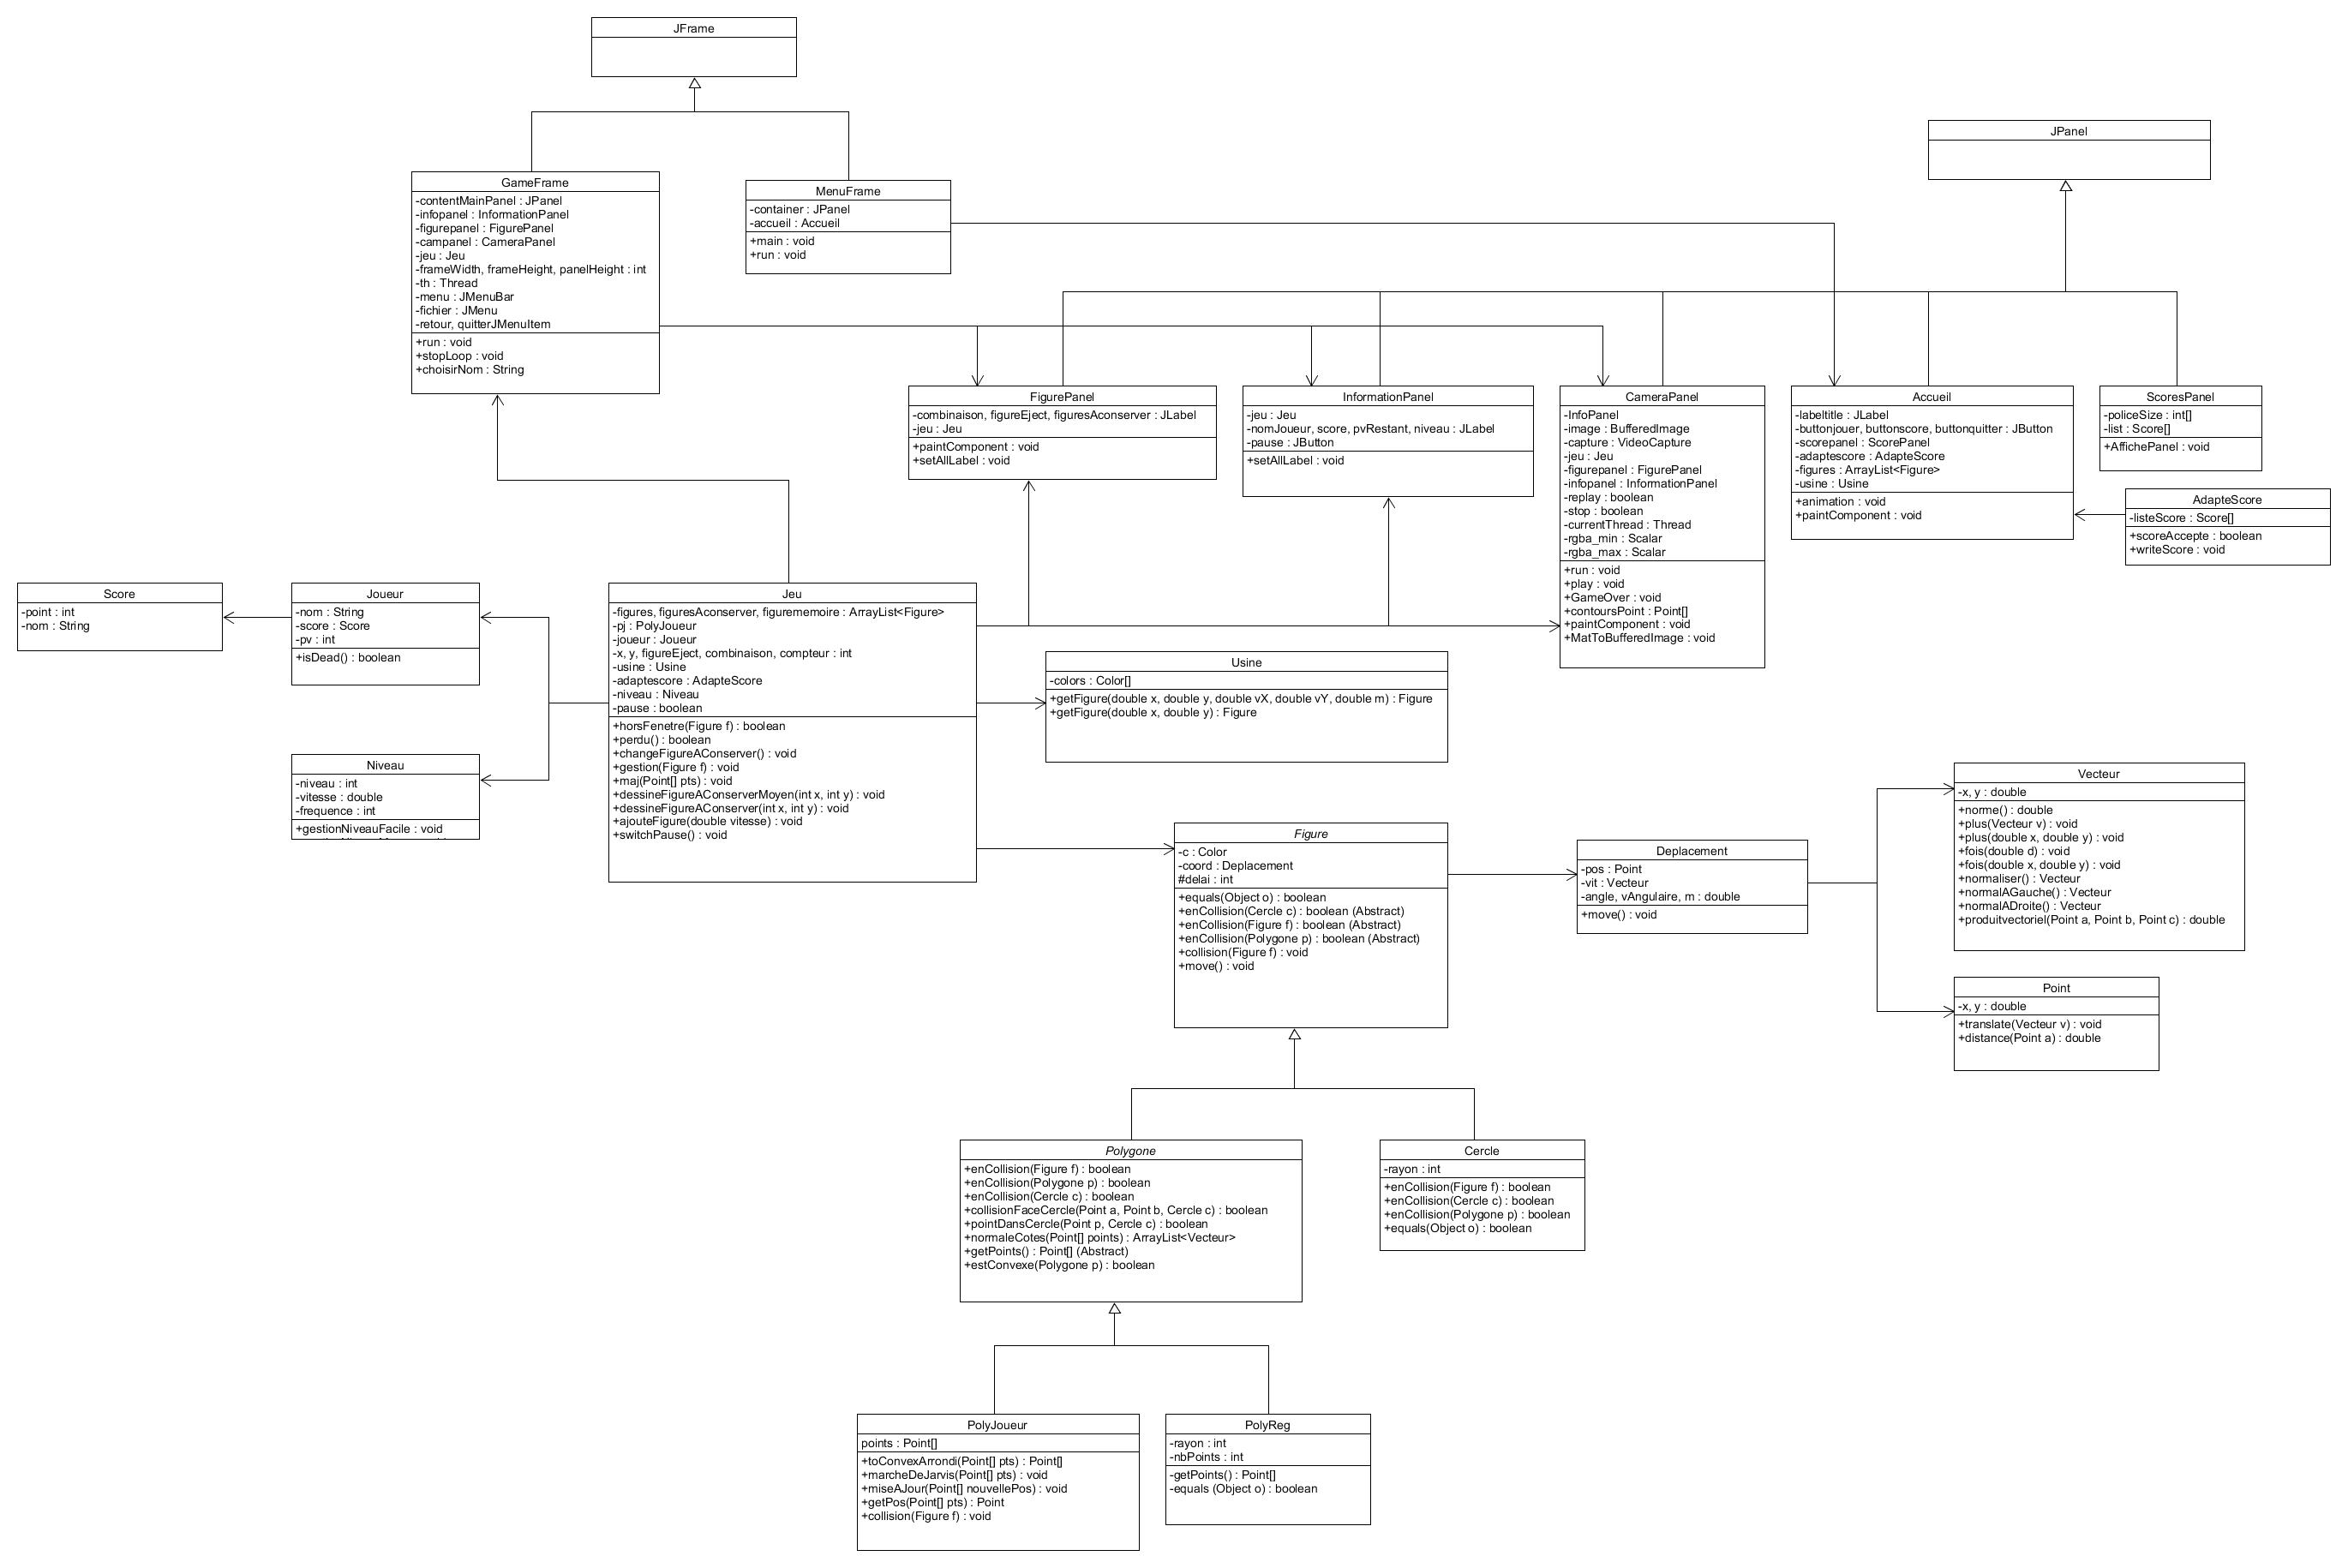 JFrame
JPanel
GameFrame
-contentMainPanel : JPanel
-infopanel : InformationPanel
-figurepanel : FigurePanel
-campanel : CameraPanel
-jeu : Jeu
-frameWidth, frameHeight, panelHeight : int
-th : Thread
-menu : JMenuBar
-fichier : JMenu
-retour, quitterJMenuItem
+run : void
+stopLoop : void
+choisirNom : String
MenuFrame
-container : JPanel
-accueil : Accueil
+main : void
+run : void
FigurePanel
-combinaison, figureEject, figuresAconserver : JLabel
-jeu : Jeu
+paintComponent : void
+setAllLabel : void
InformationPanel
-jeu : Jeu
-nomJoueur, score, pvRestant, niveau : JLabel
-pause : JButton
+setAllLabel : void
CameraPanel
-InfoPanel
-image : BufferedImage
-capture : VideoCapture
-jeu : Jeu
-figurepanel : FigurePanel
-infopanel : InformationPanel
-replay : boolean
-stop : boolean
-currentThread : Thread
-rgba_min : Scalar
-rgba_max : Scalar
+run : void
+play : void
+GameOver : void
+contoursPoint : Point[]
+paintComponent : void
+MatToBufferedImage : void
Accueil
-labeltitle : JLabel
-buttonjouer, buttonscore, buttonquitter : JButton
-scorepanel : ScorePanel
-adaptescore : AdapteScore
-figures : ArrayList<Figure>
-usine : Usine
+animation : void
+paintComponent : void
ScoresPanel
-policeSize : int[]
-list : Score[]
+AffichePanel : void
AdapteScore
-listeScore : Score[]
+scoreAccepte : boolean
+writeScore : void
Score
-point : int
-nom : String
Joueur
-nom : String
-score : Score
-pv : int
+isDead() : boolean
Jeu
-figures, figuresAconserver, figurememoire : ArrayList<Figure>
-pj : PolyJoueur
-joueur : Joueur
-x, y, figureEject, combinaison, compteur : int
-usine : Usine
-adaptescore : AdapteScore
-niveau : Niveau
-pause : boolean
+horsFenetre(Figure f) : boolean
+perdu() : boolean
+changeFigureAConserver() : void
+gestion(Figure f) : void
+maj(Point[] pts) : void
+dessineFigureAConserverMoyen(int x, int y) : void
+dessineFigureAConserver(int x, int y) : void
+ajouteFigure(double vitesse) : void
+switchPause() : void
Usine
-colors : Color[]
+getFigure(double x, double y, double vX, double vY, double m) : Figure
+getFigure(double x, double y) : Figure
Niveau
-niveau : int
-vitesse : double
-frequence : int
+gestionNiveauFacile : void
Figure
-c : Color
-coord : Deplacement
#delai : int
+equals(Object o) : boolean
+enCollision(Cercle c) : boolean (Abstract)
+enCollision(Figure f) : boolean (Abstract)
+enCollision(Polygone p) : boolean (Abstract)
+collision(Figure f) : void
+move() : void
Deplacement
-pos : Point
-vit : Vecteur
-angle, vAngulaire, m : double
+move() : void
Vecteur
-x, y : double
+norme() : double
+plus(Vecteur v) : void
+plus(double x, double y) : void
+fois(double d) : void
+fois(double x, double y) : void
+normaliser() : Vecteur
+normalAGauche() : Vecteur
+normalADroite() : Vecteur
+produitvectoriel(Point a, Point b, Point c) : double
Point
-x, y : double
+translate(Vecteur v) : void
+distance(Point a) : double
Polygone
+enCollision(Figure f) : boolean
+enCollision(Polygone p) : boolean
+enCollision(Cercle c) : boolean
+collisionFaceCercle(Point a, Point b, Cercle c) : boolean
+pointDansCercle(Point p, Cercle c) : boolean
+normaleCotes(Point[] points) : ArrayList<Vecteur>
+getPoints() : Point[] (Abstract)
+estConvexe(Polygone p) : boolean
Cercle
-rayon : int
+enCollision(Figure f) : boolean
+enCollision(Cercle c) : boolean
+enCollision(Polygone p) : boolean
+equals(Object o) : boolean
PolyJoueur
points : Point[]
+toConvexArrondi(Point[] pts) : Point[]
+marcheDeJarvis(Point[] pts) : void
+miseAJour(Point[] nouvellePos) : void
+getPos(Point[] pts) : Point
+collision(Figure f) : void
PolyReg
-rayon : int
-nbPoints : int
-getPoints() : Point[]
-equals (Object o) : boolean